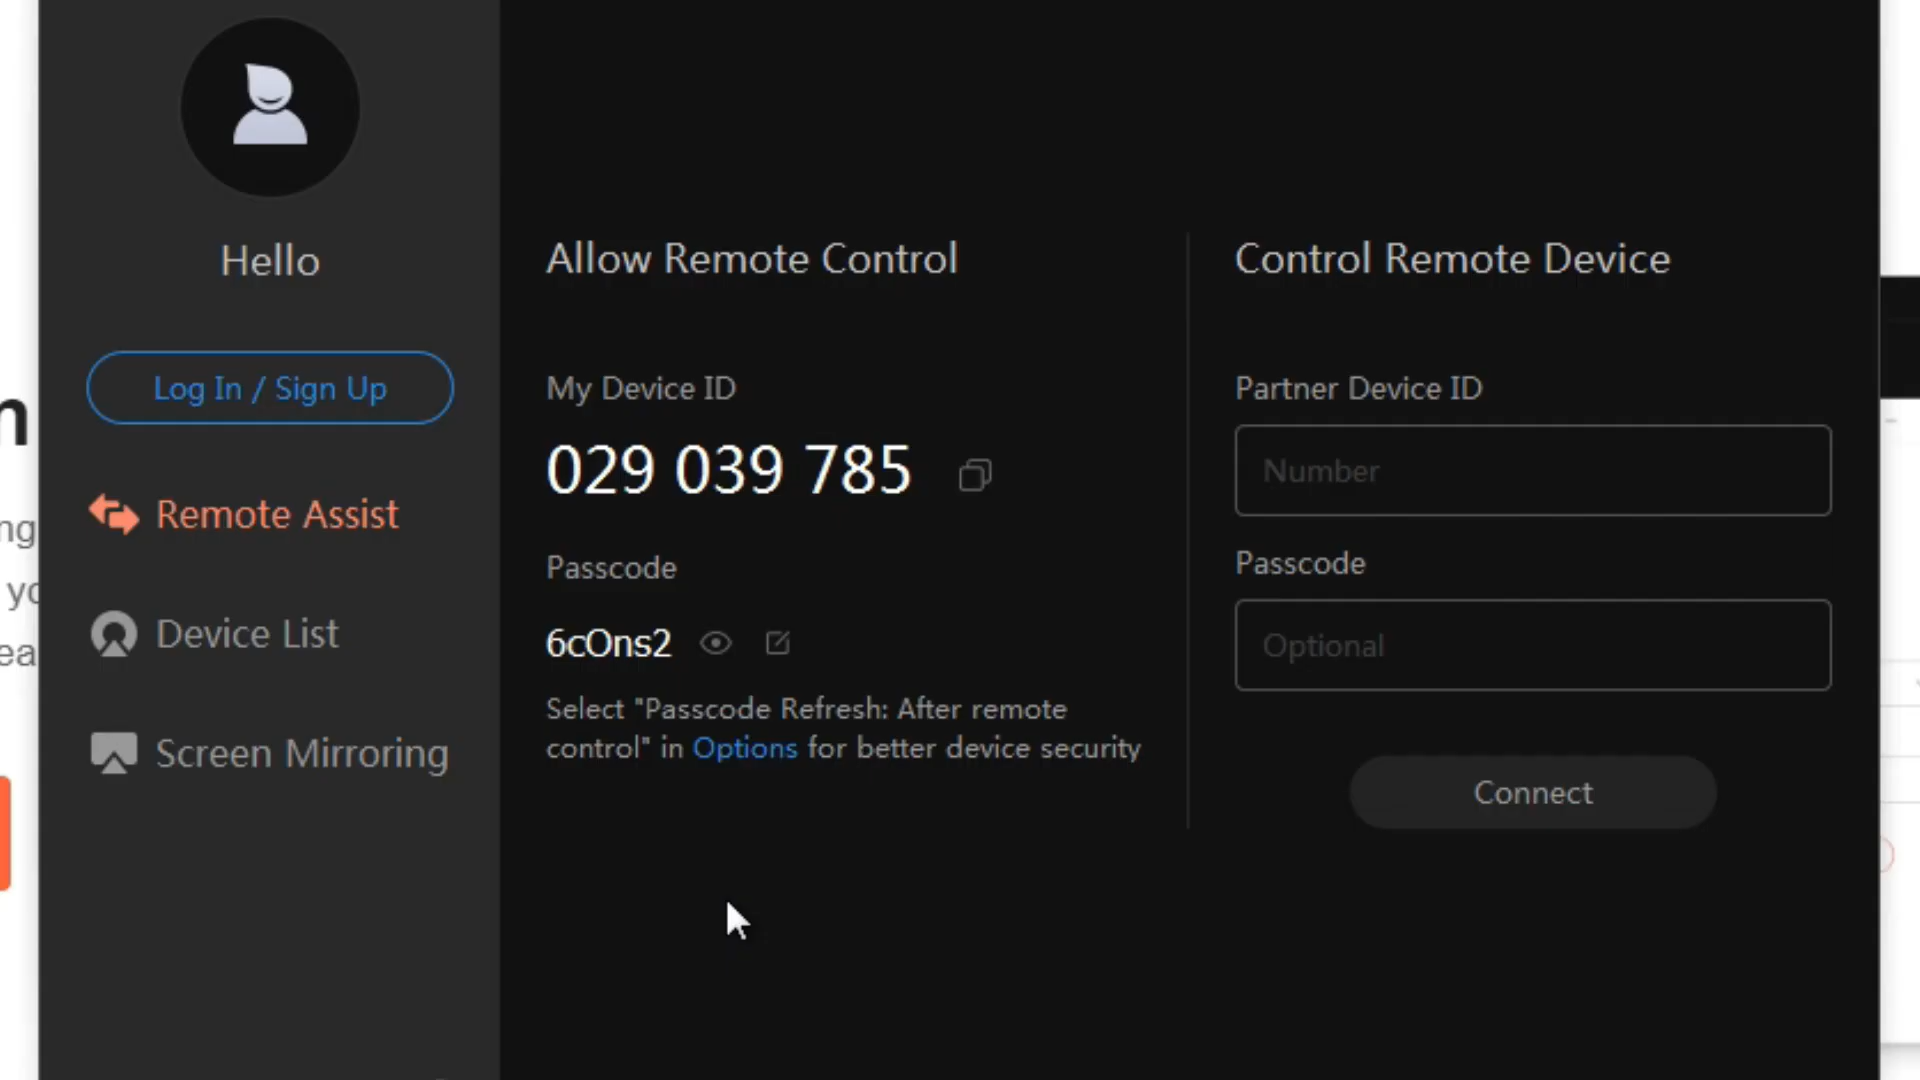 Hello
Log In / Sign Up
Remote Assist
Device List
Screen Mirroring
Allow Remote Control
My Device ID
029 039 785
Passcode
6cOns2
Select "Passcode Refresh: After remote
control" in Options for better device security
Control Remote Device
Partner Device ID
Number
Passcode
Optional
Connect